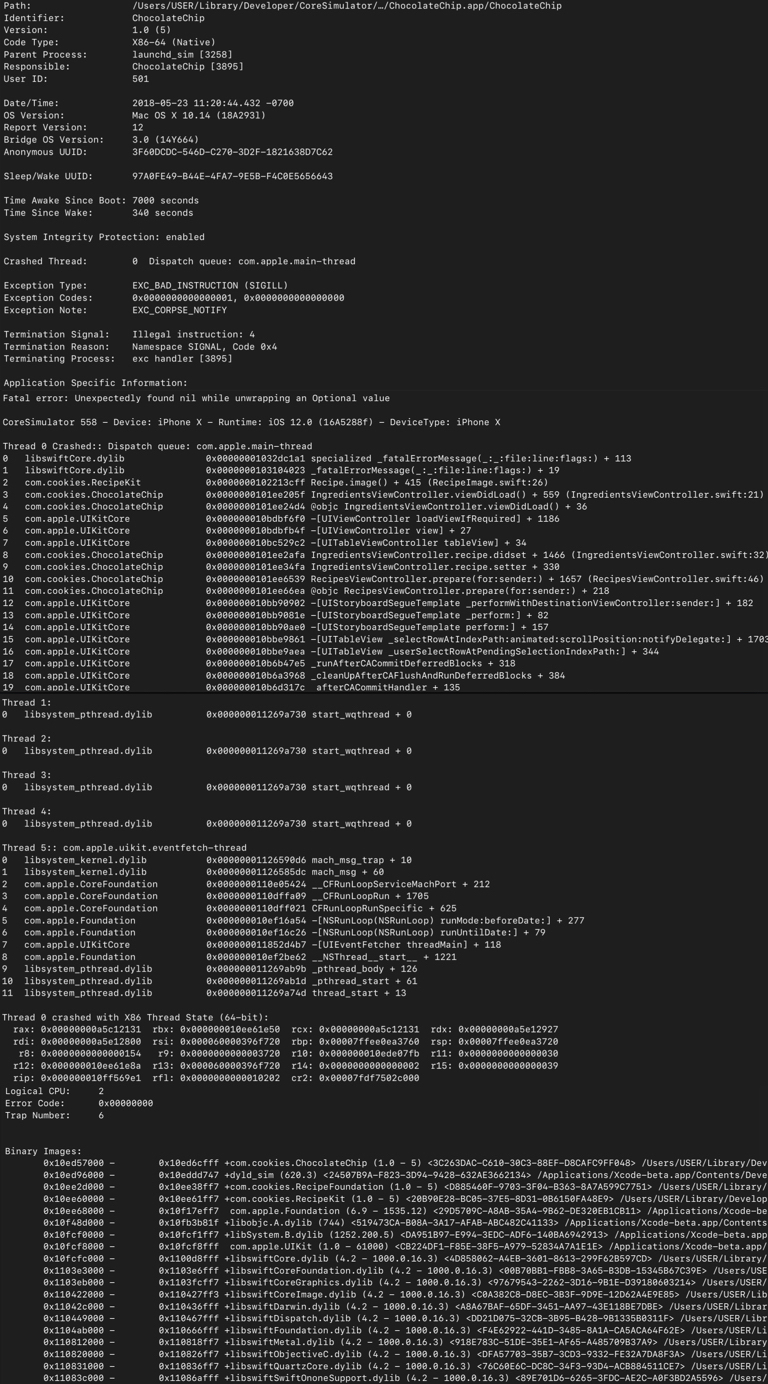 Path: /Users/USER/Library/Developer/CoreSimulator/…/ChocolateChip.app/ChocolateChip
Identifier: ChocolateChip
Version: 1.0 (5)
Code Type: X86-64 (Native)
Parent Process: launchd_sim [3258]
Responsible: ChocolateChip [3895]
User ID: 501
Date/Time: 2018-05-23 11:20:44.432 -0700
OS Version: Mac OS X 10.14 (18A293l)
Report Version: 12
Bridge OS Version: 3.0 (14Y664)
Anonymous UUID: 3F60DCDC-546D-C270-3D2F-1821638D7C62
Sleep/Wake UUID: 97A0FE49-B44E-4FA7-9E5B-F4C0E5656643
Time Awake Since Boot: 7000 seconds
Time Since Wake: 340 seconds
System Integrity Protection: enabled
Crashed Thread: 0 Dispatch queue: com.apple.main-thread
Exception Type: EXC_BAD_INSTRUCTION (SIGILL)
Exception Codes: 0x0000000000000001, 0x0000000000000000
Exception Note: EXC_CORPSE_NOTIFY
Termination Signal: Illegal instruction: 4
Termination Reason: Namespace SIGNAL, Code 0x4
Terminating Process: exc handler [3895]
Application Specific Information:
Fatal error: Unexpectedly found nil while unwrapping an Optional value
CoreSimulator 558 - Device: iPhone X - Runtime: iOS 12.0 (16A5288f) - DeviceType: iPhone X
Thread 0 Crashed:: Dispatch queue: com.apple.main-thread
0 libswiftCore.dylib 0x00000001032dc1a1 specialized _fatalErrorMessage(_:_:file:line:flags:) + 113
1 libswiftCore.dylib 0x0000000103104023 _fatalErrorMessage(_:_:file:line:flags:) + 19
2 com.cookies.RecipeKit 0x0000000102213cff Recipe.image() + 415 (RecipeImage.swift:26)
3 com.cookies.ChocolateChip 0x0000000101ee205f IngredientsViewController.viewDidLoad() + 559 (IngredientsViewController.swift:21)
4 com.cookies.ChocolateChip 0x0000000101ee24d4 @objc IngredientsViewController.viewDidLoad() + 36
5 com.apple.UIKitCore 0x000000010bdbf6f0 -[UIViewController loadViewIfRequired] + 1186
6 com.apple.UIKitCore 0x000000010bdbfb4f -[UIViewController view] + 27
7 com.apple.UIKitCore 0x000000010bc529c2 -[UITableViewController tableView] + 34
8 com.cookies.ChocolateChip 0x0000000101ee2afa IngredientsViewController.recipe.didset + 1466 (IngredientsViewController.swift:32)
9 com.cookies.ChocolateChip 0x0000000101ee34fa IngredientsViewController.recipe.setter + 330
10 com.cookies.ChocolateChip 0x0000000101ee6539 RecipesViewController.prepare(for:sender:) + 1657 (RecipesViewController.swift:46)
11 com.cookies.ChocolateChip 0x0000000101ee66ea @objc RecipesViewController.prepare(for:sender:) + 218
12 com.apple.UIKitCore 0x000000010bb90902 -[UIStoryboardSegueTemplate _performWithDestinationViewController:sender:] + 182
13 com.apple.UIKitCore 0x000000010bb9081e -[UIStoryboardSegueTemplate _perform:] + 82
14 com.apple.UIKitCore 0x000000010bb90ae0 -[UIStoryboardSegueTemplate perform:] + 157
15 com.apple.UIKitCore 0x000000010bbe9861 -[UITableView _selectRowAtIndexPath:animated:scrollPosition:notifyDelegate:] + 1703
16 com.apple.UIKitCore 0x000000010bbe9aea -[UITableView _userSelectRowAtPendingSelectionIndexPath:] + 344
17 com.apple.UIKitCore 0x000000010b6b47e5 _runAfterCACommitDeferredBlocks + 318
18 com.apple.UIKitCore 0x000000010b6a3968 _cleanUpAfterCAFlushAndRunDeferredBlocks + 384
19 com.apple.UIKitCore 0x000000010b6d317c _afterCACommitHandler + 135
Thread 1:
0 libsystem_pthread.dylib 0x000000011269a730 start_wqthread + 0
Thread 2:
0 libsystem_pthread.dylib 0x000000011269a730 start_wqthread + 0
Thread 3:
0 libsystem_pthread.dylib 0x000000011269a730 start_wqthread + 0
Thread 4:
0 libsystem_pthread.dylib 0x000000011269a730 start_wqthread + 0
Thread 5:: com.apple.uikit.eventfetch-thread
0 libsystem_kernel.dylib 0x00000001126590d6 mach_msg_trap + 10
1 libsystem_kernel.dylib 0x00000001126585dc mach_msg + 60
2 com.apple.CoreFoundation 0x0000000110e05424 __CFRunLoopServiceMachPort + 212
3 com.apple.CoreFoundation 0x0000000110dffa09 __CFRunLoopRun + 1705
4 com.apple.CoreFoundation 0x0000000110dff021 CFRunLoopRunSpecific + 625
5 com.apple.Foundation 0x000000010ef16a54 -[NSRunLoop(NSRunLoop) runMode:beforeDate:] + 277
6 com.apple.Foundation 0x000000010ef16c26 -[NSRunLoop(NSRunLoop) runUntilDate:] + 79
7 com.apple.UIKitCore 0x000000011852d4b7 -[UIEventFetcher threadMain] + 118
8 com.apple.Foundation 0x000000010ef2be62 __NSThread__start__ + 1221
9 libsystem_pthread.dylib 0x000000011269ab9b _pthread_body + 126
10 libsystem_pthread.dylib 0x000000011269ab1d _pthread_start + 61
11 libsystem_pthread.dylib 0x000000011269a74d thread_start + 13
Thread 0 crashed with X86 Thread State (64-bit):
rax: 0x00000000a5c12131 rbx: 0x000000010ee61e50 rcx: 0x00000000a5c12131 rdx: 0x00000000a5e12927
rdi: 0x00000000a5e12800 rsi: 0x000060000396f720 rbp: 0x00007ffee0ea3760 rsp: 0x00007ffee0ea3720
r8: 0x0000000000000154 r9: 0x0000000000003720 r10: 0x000000010ede07fb r11: 0x0000000000000030
r12: 0x000000010ee61e8a r13: 0x000060000396f720 r14: 0x0000000000000002 r15: 0x0000000000000039
rip: 0x000000010ff569e1 rfl: 0x0000000000010202 cr2: 0x00007fdf7502c000
Logical CPU: 2
Error Code: 0x00000000
Trap Number: 6
Binary Images:
0x10ed57000 - 0x10ed6cfff +com.cookies.ChocolateChip (1.0 - 5) <3C263DAC-C610-30C3-88EF-D8CAFC9FF048> /Users/USER/Library/Dev
0x10ed96000 - 0x10eddd747 +dyld_sim (620.3) <24507B9A-F823-3D94-9428-632AE3662134> /Applications/Xcode-beta.app/Contents/Dev
0x10ee2d000 - 0x10ee38ff7 +com.cookies.RecipeFoundation (1.0 - 5) <D885460F-9703-3F04-B363-8A7A599C7751> /Users/USER/Library/
0x10ee60000 - 0x10ee61ff7 +com.cookies.RecipeKit (1.0 - 5) <20B90E28-BC05-37E5-8D31-0B6150FA48E9> /Users/USER/Library/Develop
0x10ee68000 - 0x10f17eff7 com.apple.Foundation (6.9 - 1535.12) <29D5709C-A8AB-35A4-9B62-DE320EB1CB11> /Applications/Xcode-be
0x10f48d000 - 0x10fb3b81f +libobjc.A.dylib (744) <519473CA-B08A-3A17-AFAB-ABC482C41133> /Applications/Xcode-beta.app/Contents
0x10fcf0000 - 0x10fcf1ff7 +libSystem.B.dylib (1252.200.5) <DA951B97-E994-3EDC-ADF6-140BA6942913> /Applications/Xcode-beta.app
0x10fcf8000 - 0x10fcf8fff com.apple.UIKit (1.0 - 61000) <CB224DF1-F85E-38F5-A979-52834A7A1E1E> /Applications/Xcode-beta.app/
0x10fcfc000 - 0x1100d8fff +libswiftCore.dylib (4.2 - 1000.0.16.3) <4D858062-A4EB-3601-8613-299F62B597CD> /Users/USER/Library/
0x1103e3000 - 0x1103e6fff +libswiftCoreFoundation.dylib (4.2 - 1000.0.16.3) <00B70BB1-FBB8-3A65-B3DB-15345B67C39E> /Users/USE
0x1103eb000 - 0x1103fcff7 +libswiftCoreGraphics.dylib (4.2 - 1000.0.16.3) <97679543-2262-3D16-9B1E-D39180603214> /Users/USER/
0x110422000 - 0x110427ff3 +libswiftCoreImage.dylib (4.2 - 1000.0.16.3) <C0A382C8-D8EC-3B3F-9D9E-12D62A4E9E85> /Users/USER/Lib
0x11042c000 - 0x110436fff +libswiftDarwin.dylib (4.2 - 1000.0.16.3) <A8A67BAF-65DF-3451-AA97-43E118BE7DBE> /Users/USER/Librar
0x110449000 - 0x110467fff +libswiftDispatch.dylib (4.2 - 1000.0.16.3) <DD21D075-32CB-3B95-B428-9B1335B0311F> /Users/USER/Libr
0x1104ab000 - 0x110666fff +libswiftFoundation.dylib (4.2 - 1000.0.16.3) <F4E62922-441D-3485-8A1A-CA5ACA64F62E> /Users/USER/Li
0x110812000 - 0x110818ff7 +libswiftMetal.dylib (4.2 - 1000.0.16.3) <918E783C-51DE-35E1-AF65-A485709B37A9> /Users/USER/Library
0x110820000 - 0x110826ff7 +libswiftObjectiveC.dylib (4.2 - 1000.0.16.3) <DFA57703-35B7-3CD3-9332-FE32A7DA8F3A> /Users/USER/Li
0x110831000 - 0x110836ff7 +libswiftQuartzCore.dylib (4.2 - 1000.0.16.3) <76C60E6C-DC8C-34F3-93D4-ACB884511CE7> /Users/USER/Li
0x11083c000 - 0x11086afff +libswiftSwiftOnoneSupport.dylib (4.2 - 1000.0.16.3) <89E701D6-6265-3FDC-AE2C-A0F3BD2A5596> /Users/